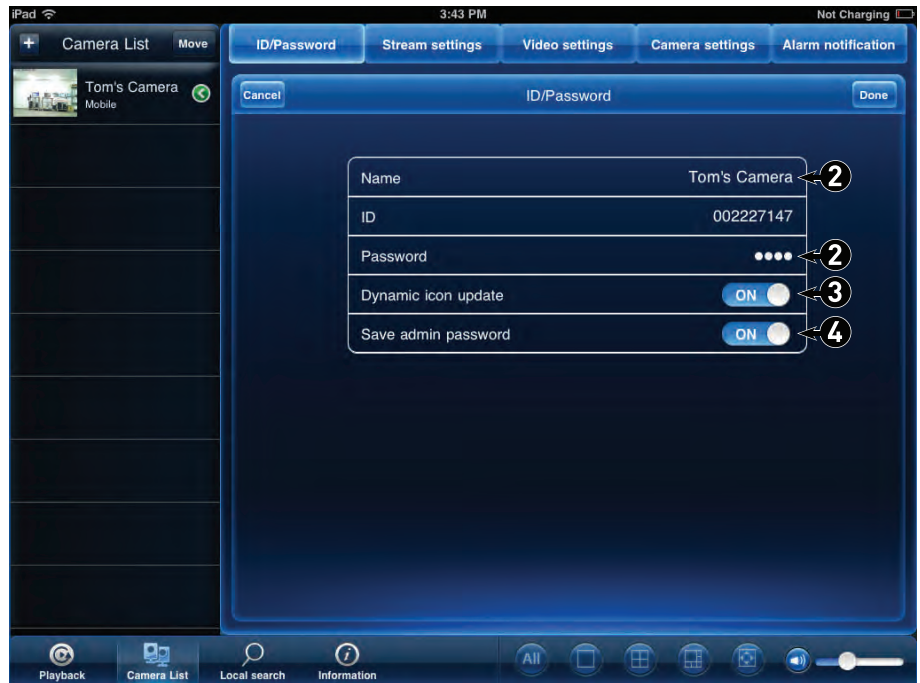 iPad 3:43 PM Not Charging
+ Camera List Move
ID/Password Stream settings Video settings Camera settings Alarm notification
Tom's Camera
Mobile
Cancel ID/Password Done
Name Tom's Camera 2
ID 002227147
Password •••• 2
Dynamic icon update ON 3
Save admin password ON 4
Playback Camera List Local search Information All